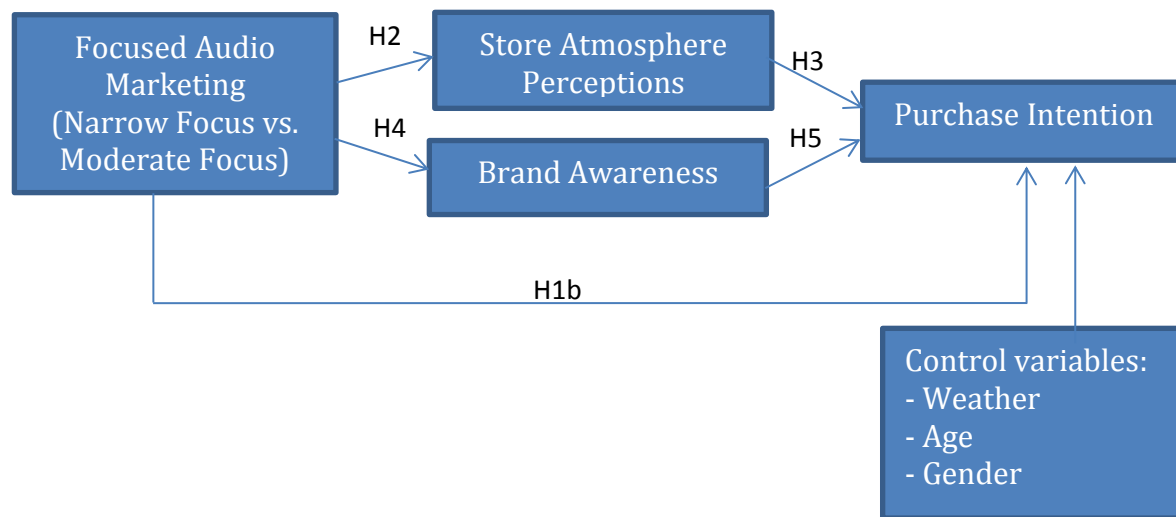 Focused Audio
Marketing
(Narrow Focus vs.
Moderate Focus)
H2
Store Atmosphere
Perceptions
H3
Purchase Intention
H4
Brand Awareness
H5
H1b
Control variables:
- Weather
- Age
- Gender